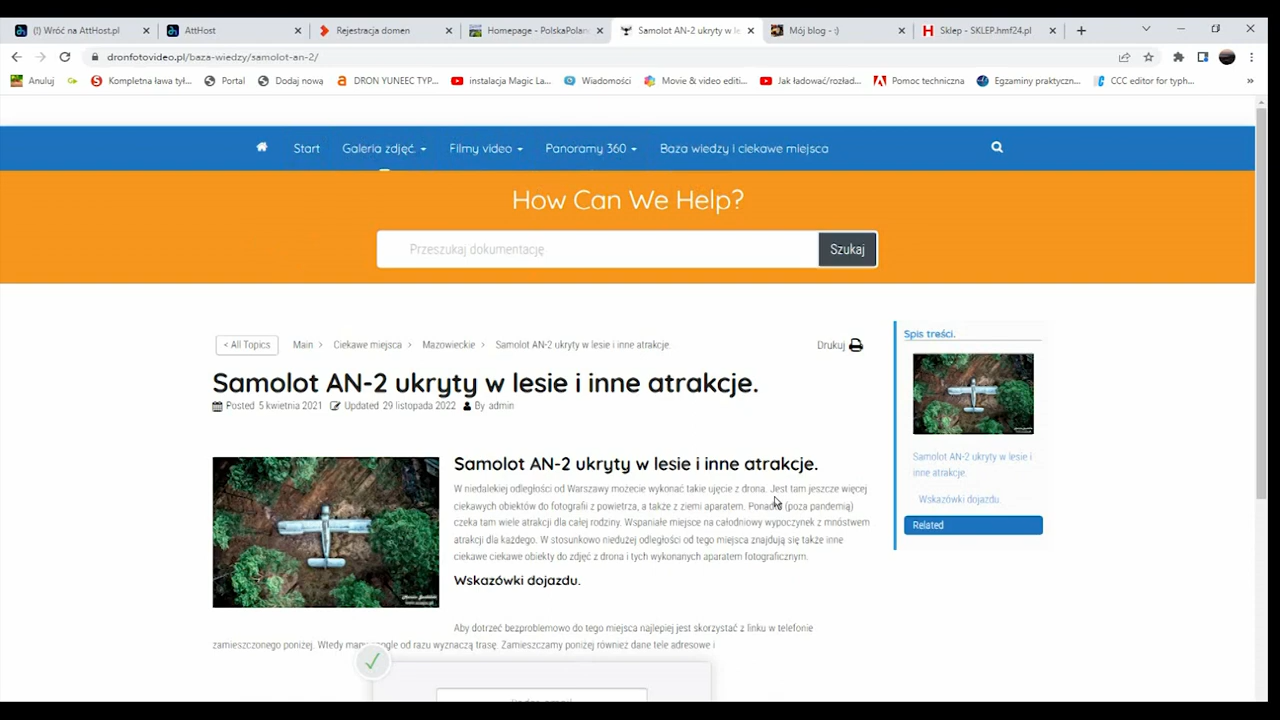 (!) Wróć na AttHost.pl
AttHost
Rejestracja domen
Homepage - PolskaPolan
Samolot AN-2 ukryty w le
Mój blog - :)
Sklep - SKLEP.hmf24.pl
dronfotovideo.pl/baza-wiedzy/samolot-an-2/
Anuluj
Kompletna ława tył...
Portal
Dodaj nową
DRON YUNEEC TYP...
instalacja Magic La...
Wiadomości
Movie & video editi...
Jak ładować/rozład...
Pomoc techniczna
Egzaminy praktyczn...
CCC editor for typh...
Start
Galeria zdjęć.
Filmy video
Panoramy 360
Baza wiedzy i ciekawe miejsca
How Can We Help?
Przeszukaj dokumentację
Szukaj
< All Topics
Main > Ciekawe miejsca > Mazowieckie > Samolot AN-2 ukryty w lesie i inne atrakcje.
Drukuj
Samolot AN-2 ukryty w lesie i inne atrakcje.
Posted 5 kwietnia 2021 Updated 29 listopada 2022 By admin
Samolot AN-2 ukryty w lesie i inne atrakcje.
W niedalekiej odległości od Warszawy możecie wykonać takie ujęcie z drona. Jest tam jeszcze więcej
ciekawych obiektów do fotografii z powietrza, a także z ziemi aparatem. Ponadto (poza pandemią)
czeka tam wiele atrakcji dla całej rodziny. Wspaniałe miejsce na całodniowy wypoczynek z mnóstwem
atrakcji dla każdego. W stosunkowo niedużej odległości od tego miejsca znajdują się także inne
ciekawe ciekawe obiekty do zdjęć z drona i tych wykonanych aparatem fotograficznym.
Wskazówki dojazdu.
Aby dotrzeć bezproblemowo do tego miejsca najlepiej jest skorzystać z linku w telefonie
zamieszczonego poniżej. Wtedy mapy google od razu wyznaczą trasę. Zamieszczamy poniżej również dane tele adresowe i
Spis treści.
Samolot AN-2 ukryty w lesie i
inne atrakcje.
Wskazówki dojazdu.
Related